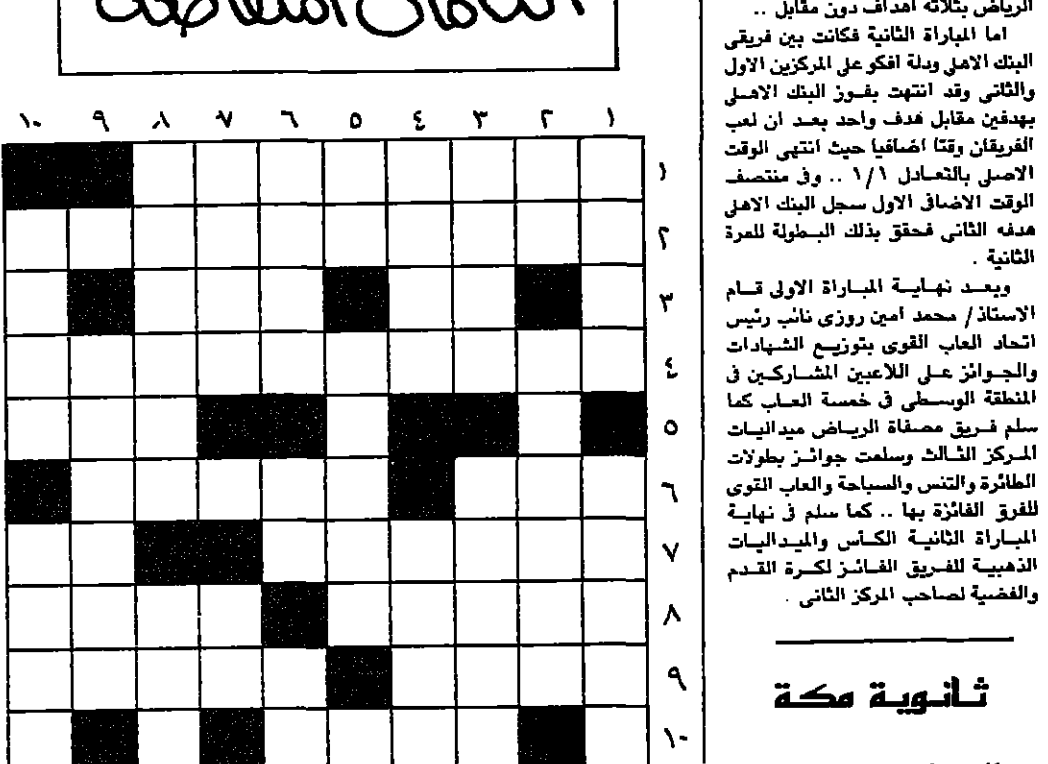 الرياض بثلاثة اهداف دون مقابل ..
اما المباراة الثانية فكانت بين فريقى
البنك الاهلى وبدلة افكو على المركزين الاول
والثانى وقد انتهت بفوز البنك الاهلى
بهدفين مقابل هدف واحد بعد ان لعب
الفريقان وقتا اضافيا حيث انتهى الوقت
الاصلى بالتعادل ١/١ .. وفى منتصف
الوقت الاضافى الاول سجل البنك الاهلى
هدفه الثانى فحقق بذلك البطولة للمرة
الثانية .
وبعد نهاية المباراة الاولى قام
الاستاذ / محمد امين روزى نائب رئيس
اتحاد العاب القوى بتوزيع الشهادات
والجوائز على اللاعبين المشاركين فى
المنطقة الوسطى فى خمسة العاب كما
سلم فريق مصفاة الرياض ميداليات
المركز الثالث وسلمت جوائز بطولات
الطائرة والتنس والسباحة والعاب القوى
للفرق الفائزة بها .. كما سلم فى نهاية
المباراة الثانية الكأس والميداليات
الذهبية للفريق الفائز لكرة القدم
والفضية لصاحب المركز الثانى .
ثانوية مكة
الكلمات المتقاطعة
١ ٢ ٣ ٤ ٥ ٦ ٧ ٨ ٩ ١٠
١
٢
٣
٤
٥
٦
٧
٨
٩
١٠